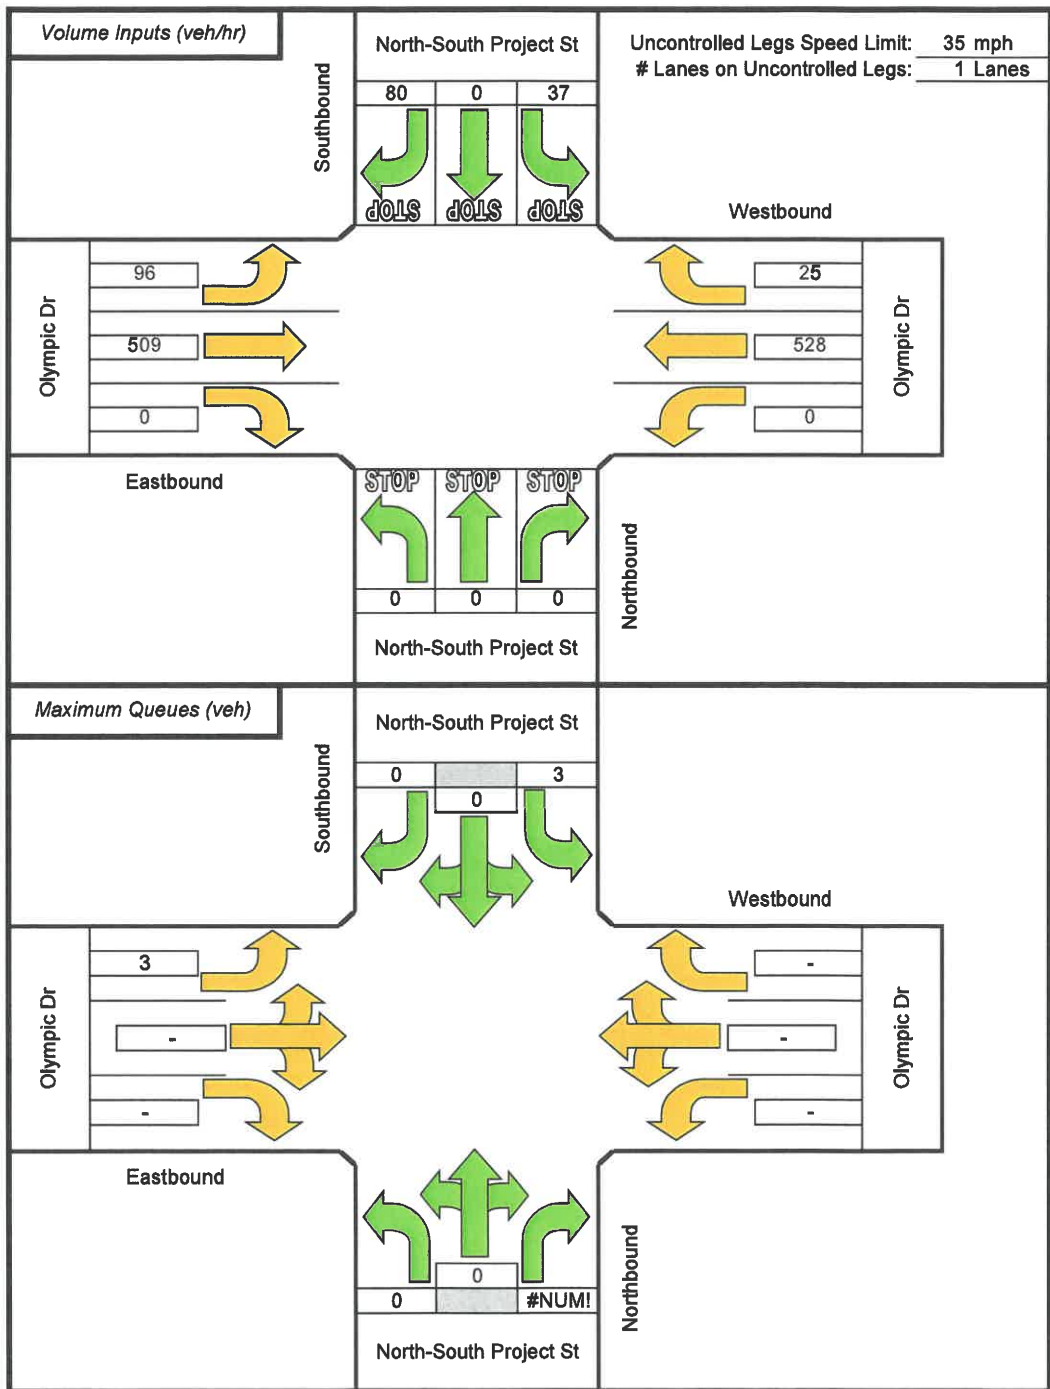 Volume Inputs (veh/hr)
North-South Project St
Uncontrolled Legs Speed Limit: 35 mph
# Lanes on Uncontrolled Legs: 1 Lanes
Southbound
80 0 37
STOP STOP STOP
Westbound
Olympic Dr
96
509
0
25
528
0
Olympic Dr
Eastbound
STOP STOP STOP
0 0 0
Northbound
North-South Project St
Maximum Queues (veh)
North-South Project St
Southbound
0 3
0
Westbound
Olympic Dr
3
-
-
-
-
-
Olympic Dr
Eastbound
0
0 #NUM!
Northbound
North-South Project St